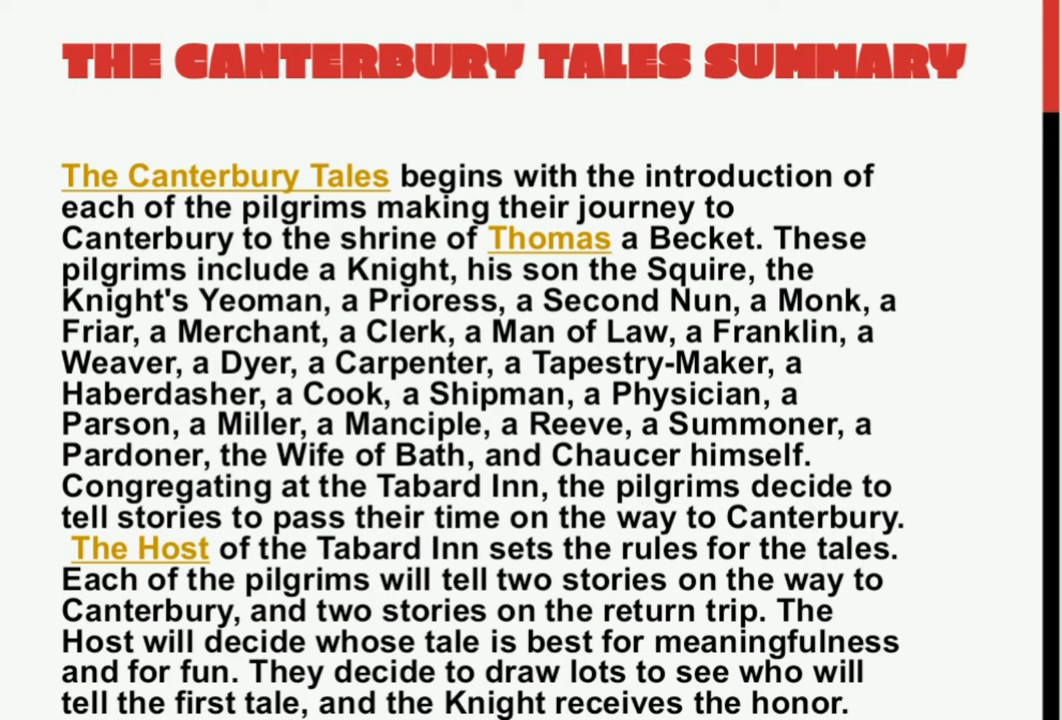 THE CANTERBURY TALES SUMMARY
The Canterbury Tales begins with the introduction of
each of the pilgrims making their journey to
Canterbury to the shrine of Thomas a Becket. These
pilgrims include a Knight, his son the Squire, the
Knight's Yeoman, a Prioress, a Second Nun, a Monk, a
Friar, a Merchant, a Clerk, a Man of Law, a Franklin, a
Weaver, a Dyer, a Carpenter, a Tapestry-Maker, a
Haberdasher, a Cook, a Shipman, a Physician, a
Parson, a Miller, a Manciple, a Reeve, a Summoner, a
Pardoner, the Wife of Bath, and Chaucer himself.
Congregating at the Tabard Inn, the pilgrims decide to
tell stories to pass their time on the way to Canterbury.
The Host of the Tabard Inn sets the rules for the tales.
Each of the pilgrims will tell two stories on the way to
Canterbury, and two stories on the return trip. The
Host will decide whose tale is best for meaningfulness
and for fun. They decide to draw lots to see who will
tell the first tale, and the Knight receives the honor.